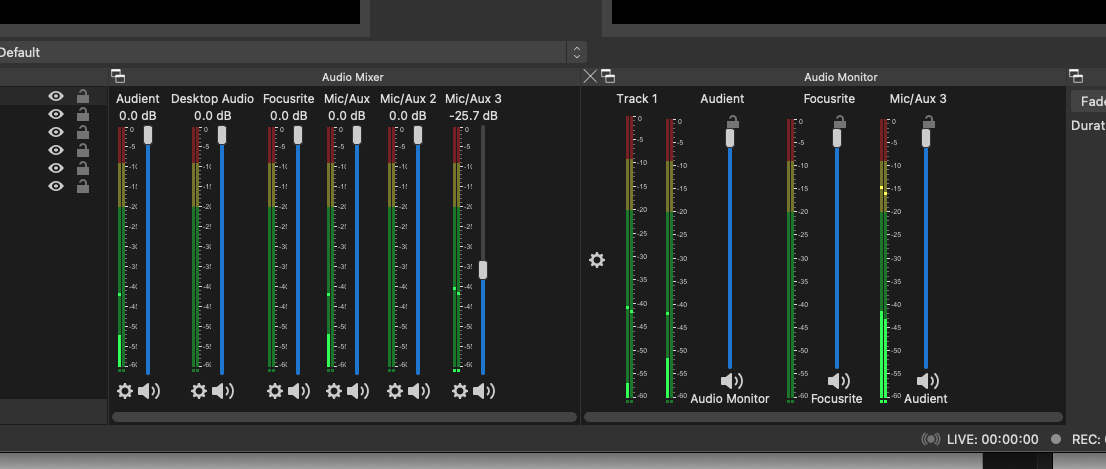 Default
Audio Mixer
Audio Monitor
Audient
Desktop Audio
Focusrite
Mic/Aux
Mic/Aux 2
Mic/Aux 3
0.0 dB
0.0 dB
0.0 dB
0.0 dB
0.0 dB
-25.7 dB
Track 1
Audient
Focusrite
Mic/Aux 3
Fade
Durat
0
-5
-10
-15
-20
-25
-30
-35
-40
-45
-50
-55
-60
Audio Monitor
Focusrite
Audient
LIVE: 00:00:00
REC: